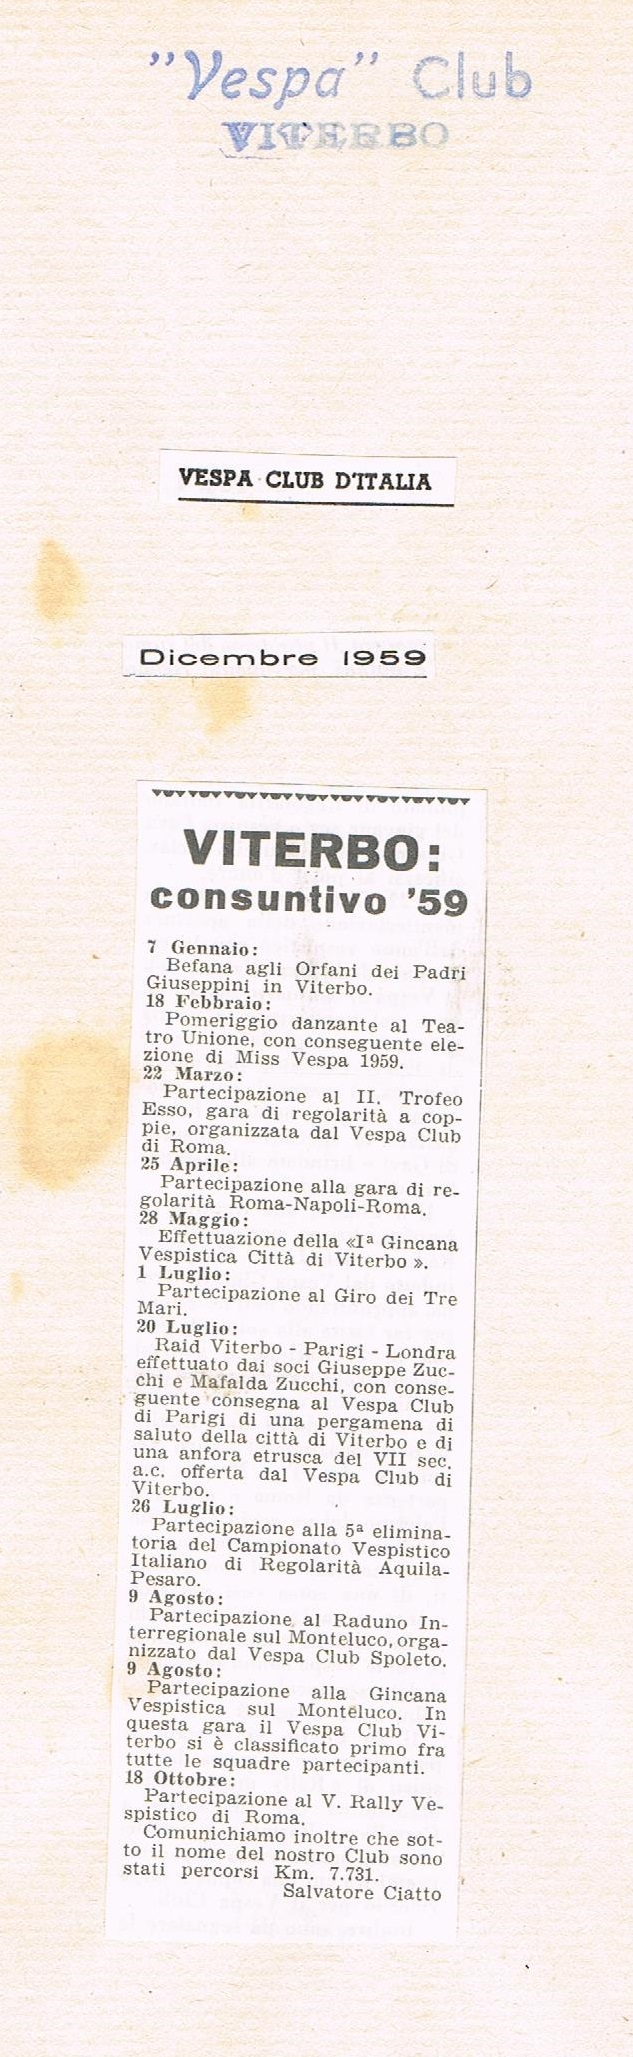 "Vespa" Club
VITERBO
VESPA CLUB D'ITALIA
Dicembre 1959
VITERBO:
consuntivo '59
7 Gennaio:
Befana agli Orfani dei Padri
Giuseppini in Viterbo.
18 Febbraio:
Pomeriggio danzante al Tea-
tro Unione, con conseguente ele-
zione di Miss Vespa 1959.
22 Marzo:
Partecipazione al II. Trofeo
Esso, gara di regolarità a cop-
pie, organizzata dal Vespa Club
di Roma.
25 Aprile:
Partecipazione alla gara di re-
golarità Roma-Napoli-Roma.
28 Maggio:
Effettuazione della «Iª Gincana
Vespistica Città di Viterbo».
1 Luglio:
Partecipazione al Giro dei Tre
Mari.
20 Luglio:
Raid Viterbo - Parigi - Londra
effettuato dai soci Giuseppe Zuc-
chi e Mafalda Zucchi, con conse-
guente consegna al Vespa Club
di Parigi di una pergamena di
saluto della città di Viterbo e di
una anfora etrusca del VII sec.
a.c. offerta dal Vespa Club di
Viterbo.
26 Luglio:
Partecipazione alla 5ª elimina-
toria del Campionato Vespistico
Italiano di Regolarità Aquila-
Pesaro.
9 Agosto:
Partecipazione al Raduno In-
terregionale sul Monteluco, orga-
nizzato dal Vespa Club Spoleto.
9 Agosto:
Partecipazione alla Gincana
Vespistica sul Monteluco. In
questa gara il Vespa Club Vi-
terbo si è classificato primo fra
tutte le squadre partecipanti.
18 Ottobre:
Partecipazione al V. Rally Ve-
spistico di Roma.
Comunichiamo inoltre che sot-
to il nome del nostro Club sono
stati percorsi Km. 7.731.
Salvatore Ciatto